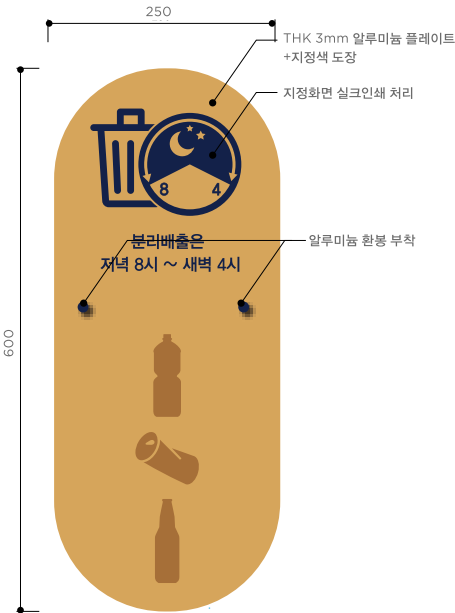 250
THK 3mm 알루미늄 플레이트
+지정색 도장
지정화면 실크인쇄 처리
8 4
분리배출은
저녁 8시 ~ 새벽 4시
알루미늄 환봉 부착
600